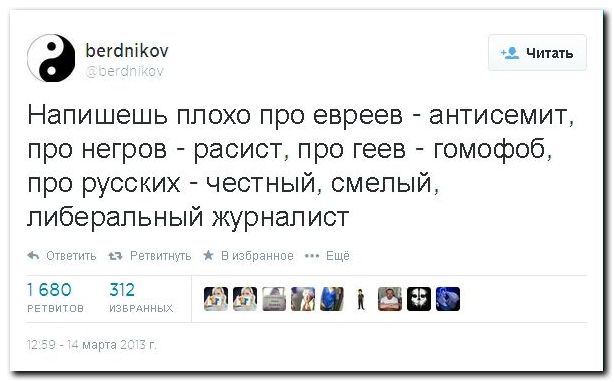 berdnikov
@berdnikov
Читать
Напишешь плохо про евреев - антисемит,
про негров - расист, про геев - гомофоб,
про русских - честный, смелый,
либеральный журналист
Ответить Ретвитнуть В избранное Ещё
1 680 312
РЕТВИТОВ ИЗБРАННЫХ
12:59 - 14 марта 2013 г.